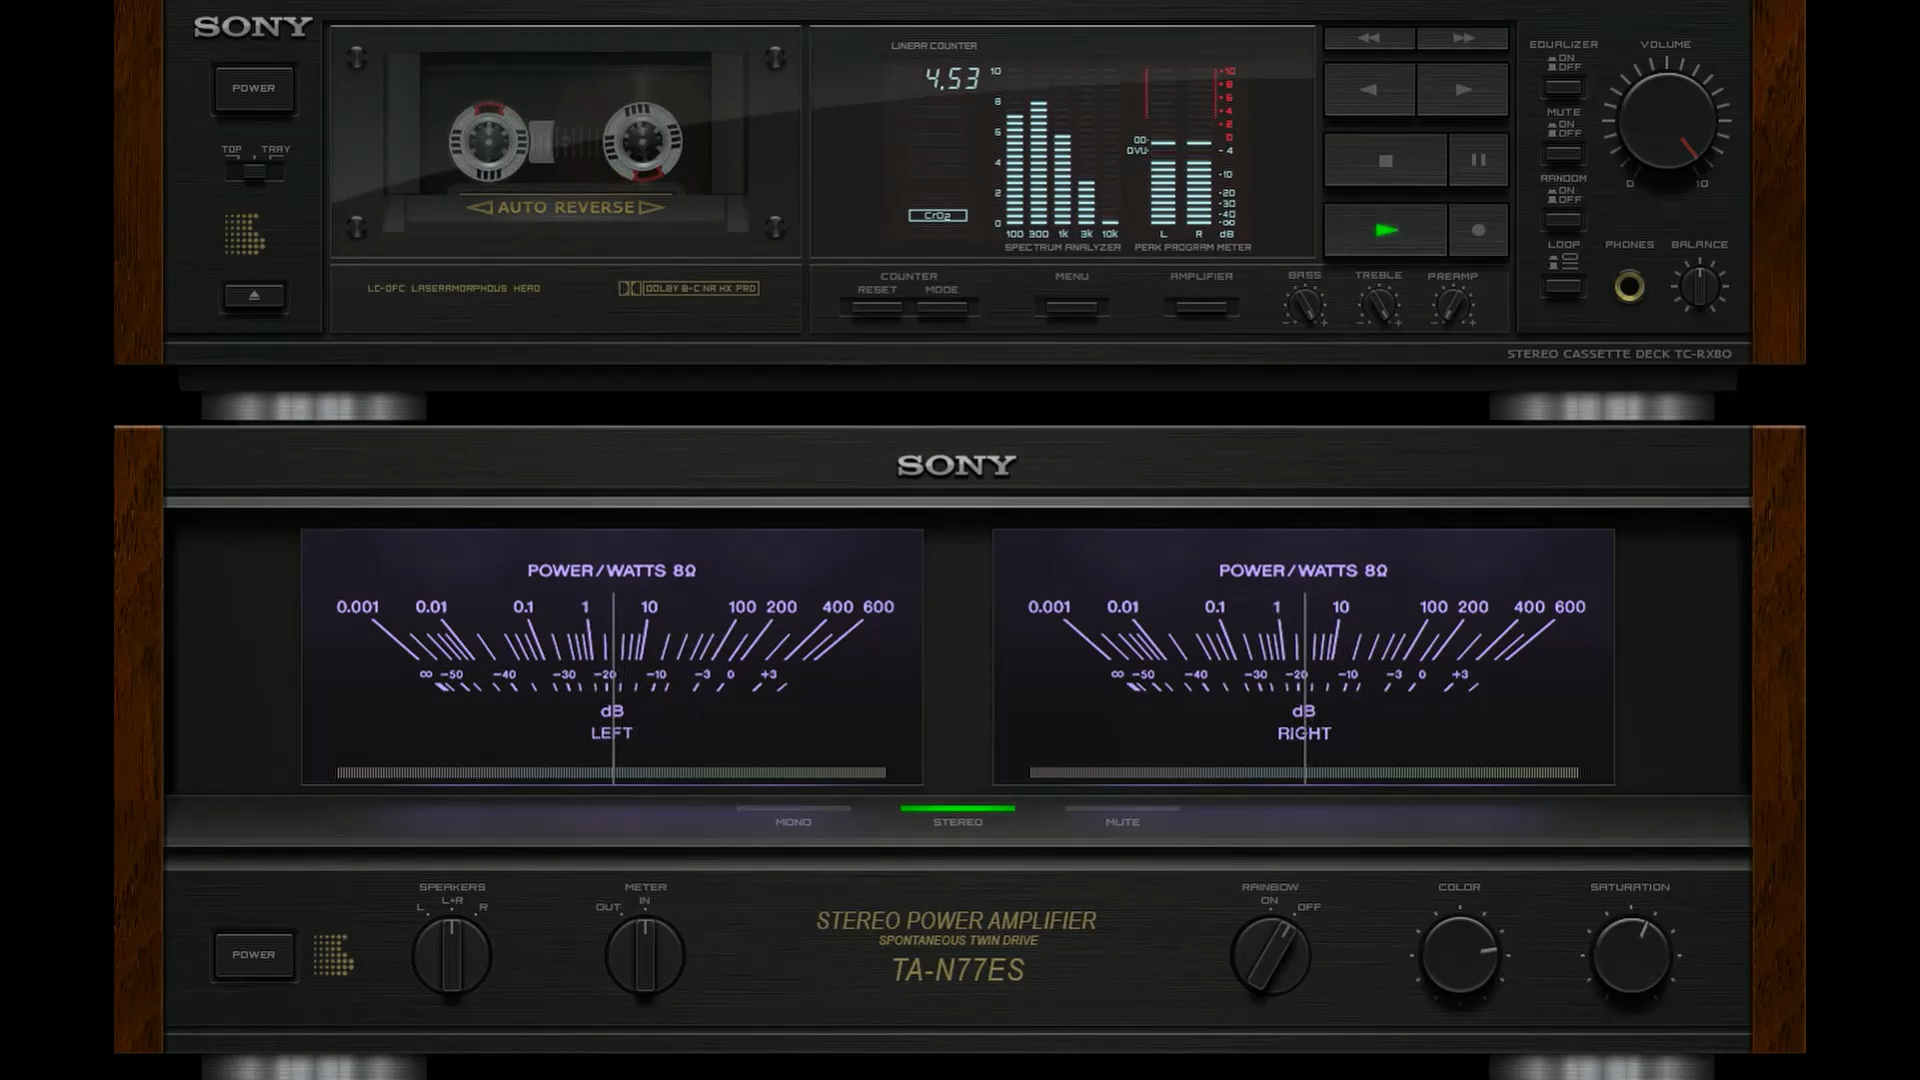 SONY
POWER
TOP TRAY
AUTO REVERSE
LC-OFC LASERAMORPHOUS HEAD
DOLBY B-C NR HX PRO
LINEAR COUNTER
4.53
CrO2
10
8
6
4
2
0
100 300 1k 3k 10k
SPECTRUM ANALYZER
OO
OVU
+10
+8
+6
+4
+2
0
-4
-10
-20
-30
-40
-∞
L R dB
PEAK PROGRAM METER
COUNTER
RESET MODE
MENU
AMPLIFIER
BASS
- +
TREBLE
- +
PREAMP
- +
EQUALIZER
ON
OFF
MUTE
ON
OFF
RANDOM
ON
OFF
LOOP
VOLUME
0 10
PHONES
BALANCE
STEREO CASSETTE DECK TC-RX80
SONY
POWER/WATTS 8Ω
0.001 0.01 0.1 1 10 100 200 400 600
∞ -50 -40 -30 -20 -10 -3 0 +3
dB
LEFT
POWER/WATTS 8Ω
0.001 0.01 0.1 1 10 100 200 400 600
∞ -50 -40 -30 -20 -10 -3 0 +3
dB
RIGHT
MONO STEREO MUTE
POWER
SPEAKERS
L L+R R
METER
OUT IN
STEREO POWER AMPLIFIER
SPONTANEOUS TWIN DRIVE
TA-N77ES
RAINBOW
ON OFF
COLOR
SATURATION